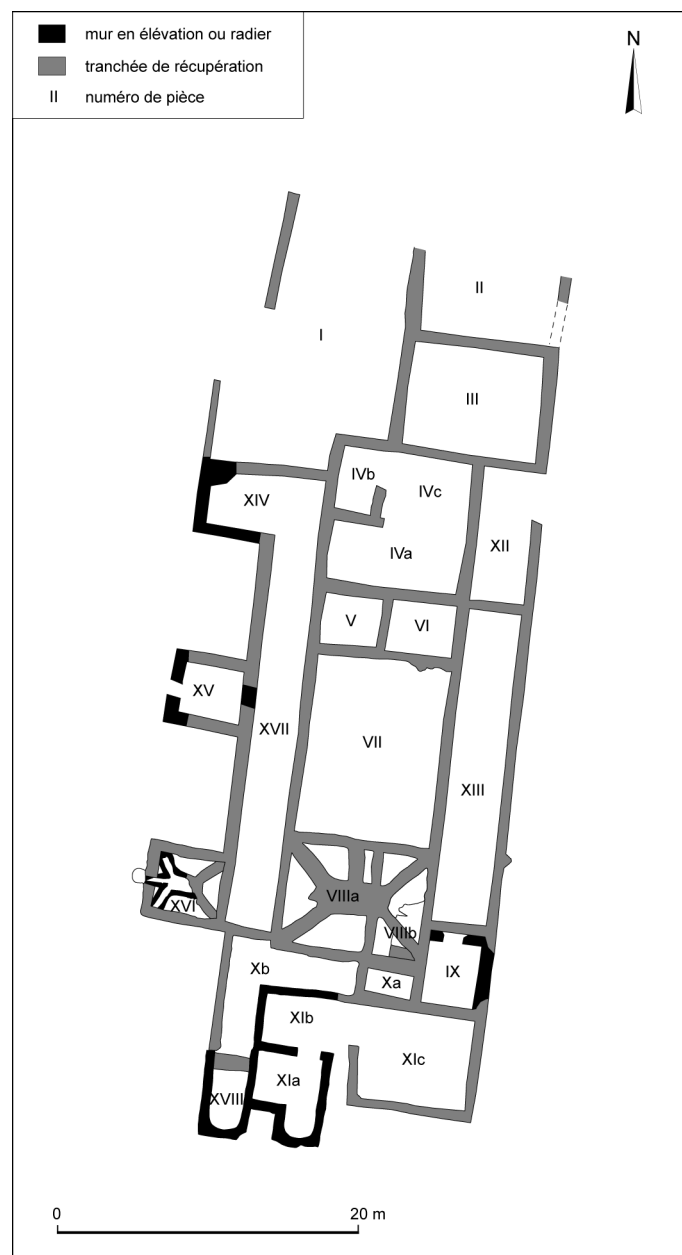 mur en élévation ou radier
tranchée de récupération
II numéro de pièce
N
II
I
III
IVb
IVc
XIV
XII
IVa
V
VI
XV
XVII
VII
XIII
VIIIa
XVI
VIIIb
Xb
IX
Xa
XIb
XIc
XIa
XVIII
0
20 m